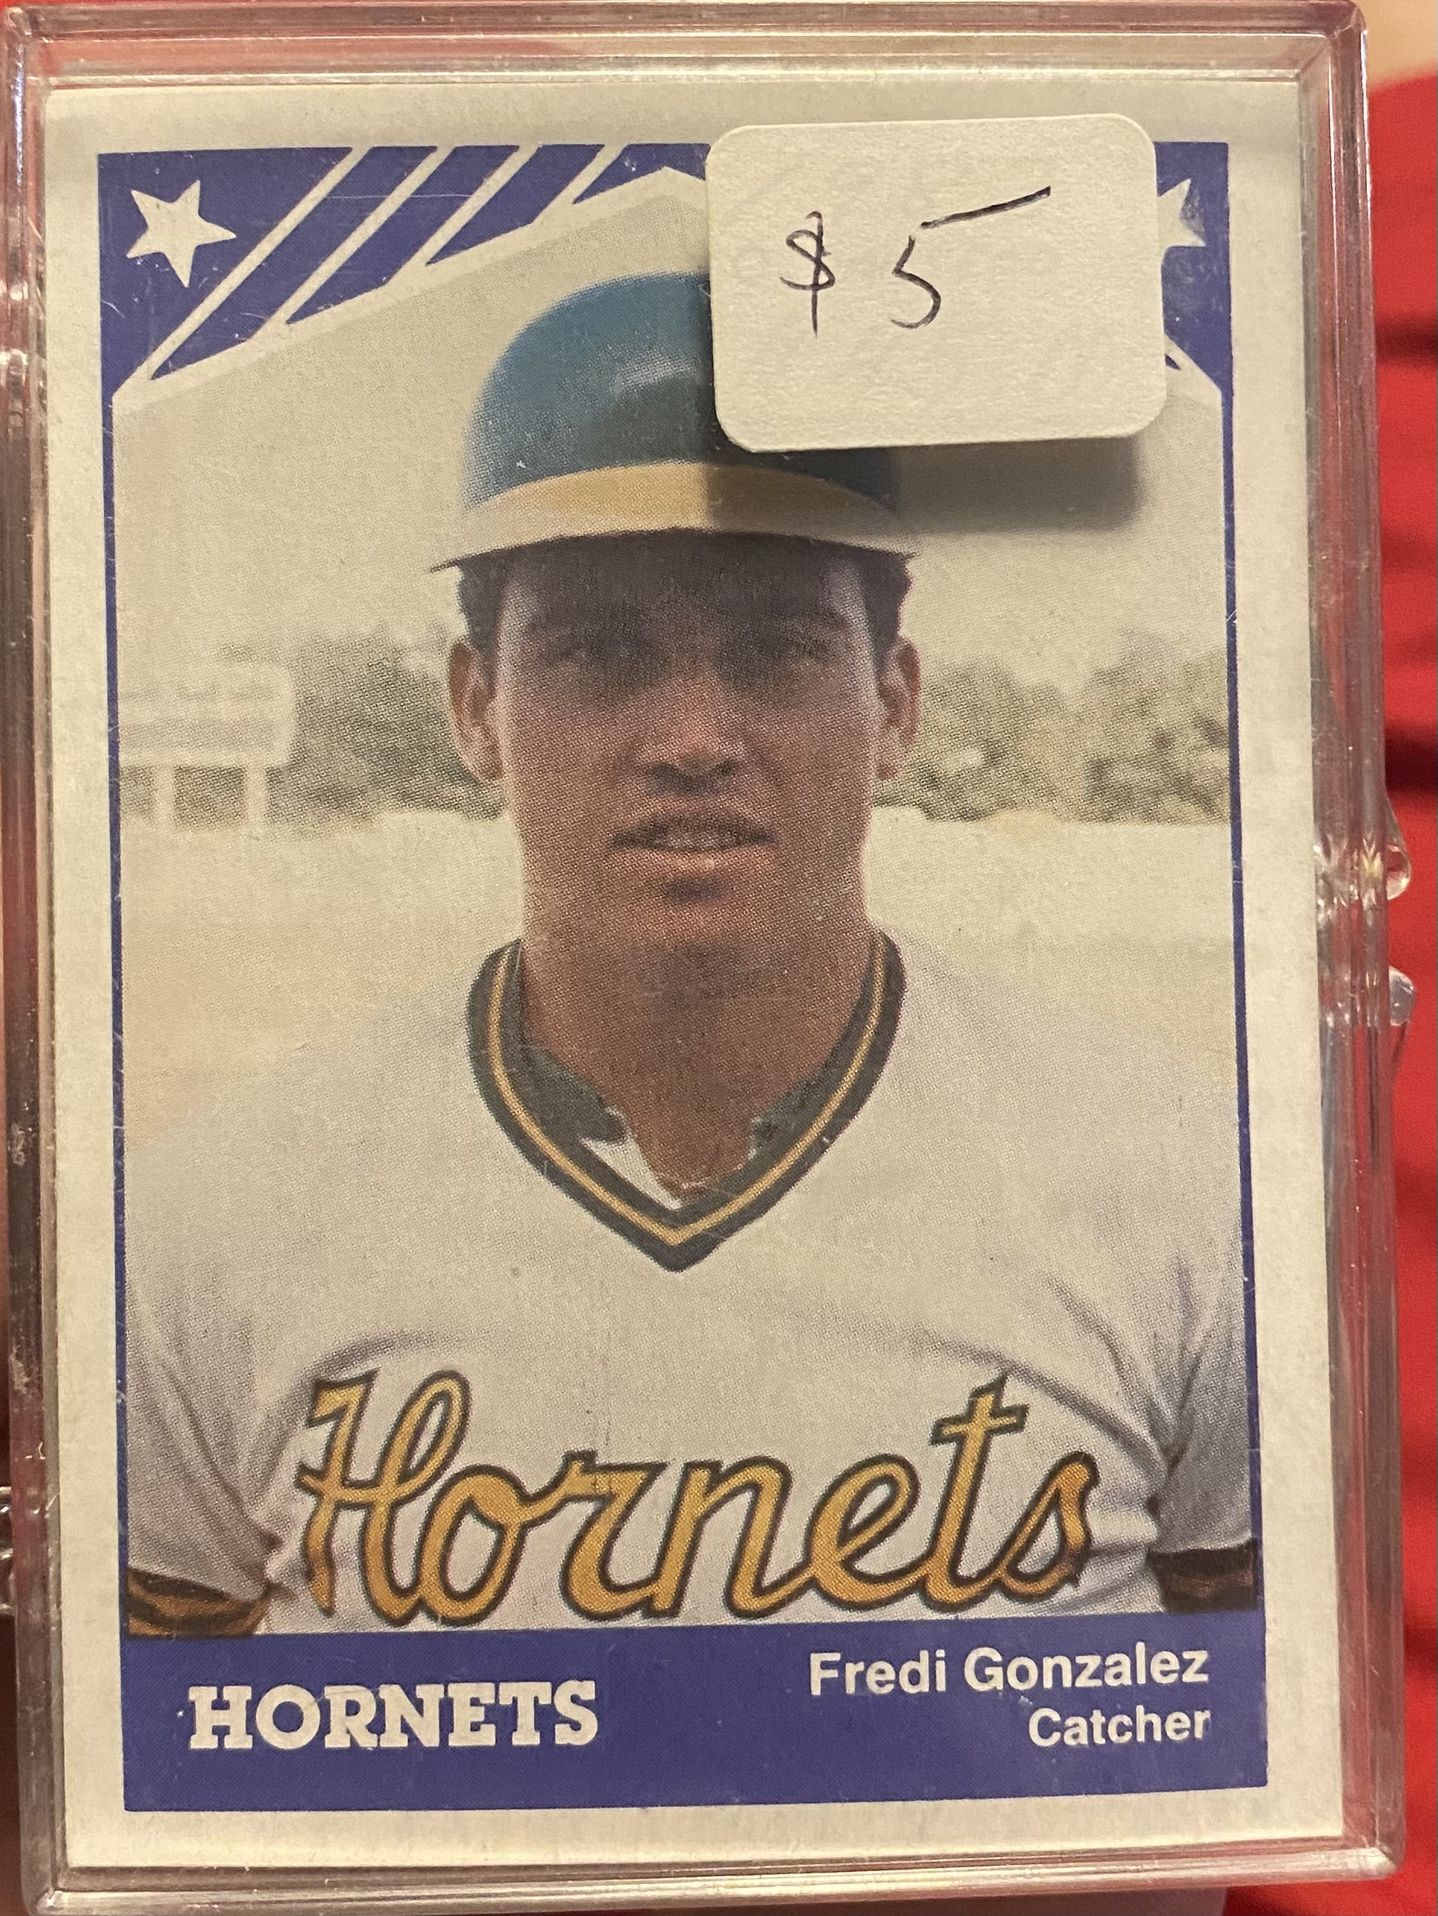 $5
Hornets
HORNETS
Fredi Gonzalez
Catcher